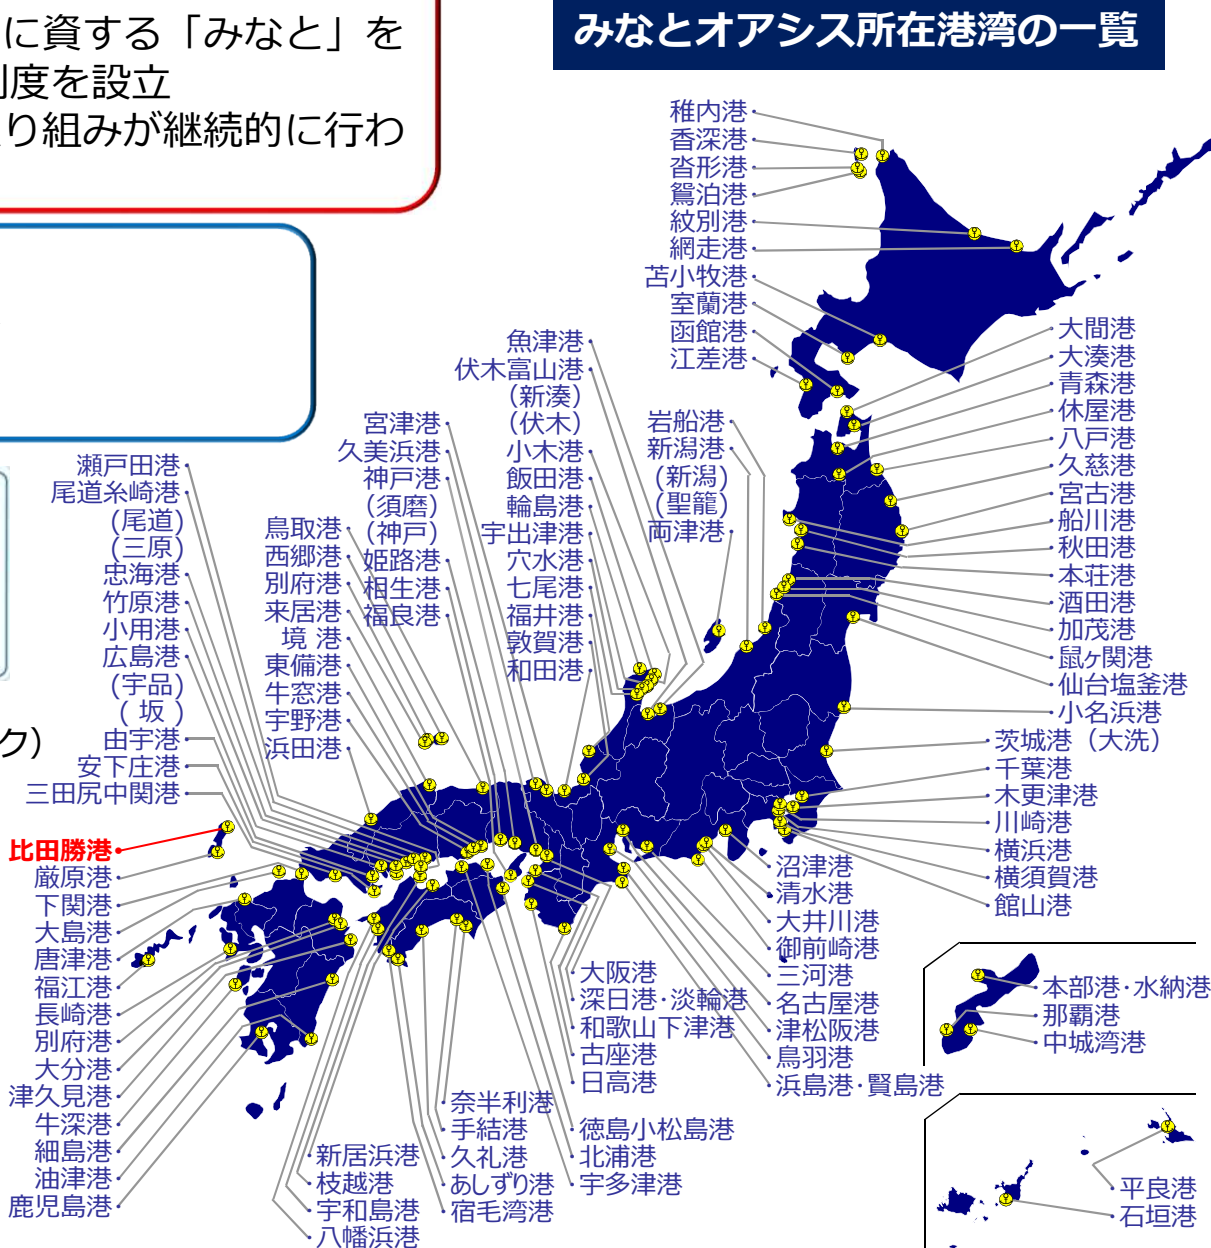 に資する「みなと」を
制度を設立
り組みが継続的に行わ
みなとオアシス所在港湾の一覧
稚内港
香深港
沓形港
鴛泊港
紋別港
網走港
苫小牧港
室蘭港
函館港
江差港
大間港
大湊港
青森港
休屋港
八戸港
久慈港
宮古港
船川港
秋田港
本荘港
酒田港
加茂港
鼠ヶ関港
仙台塩釜港
小名浜港
茨城港（大洗）
千葉港
木更津港
川崎港
横浜港
横須賀港
館山港
岩船港
新潟港
(新潟)
(聖籠)
両津港
魚津港
伏木富山港
(新湊)
(伏木)
小木港
飯田港
輪島港
宇出津港
穴水港
七尾港
福井港
敦賀港
和田港
宮津港
久美浜港
神戸港
(須磨)
(神戸)
姫路港
相生港
福良港
鳥取港
西郷港
別府港
来居港
境 港
東備港
牛窓港
宇野港
浜田港
瀬戸田港
尾道糸崎港
(尾道)
(三原)
忠海港
竹原港
小用港
広島港
(宇品)
( 坂 )
由宇港
安下庄港
三田尻中関港
ク）
比田勝港
厳原港
下関港
大島港
唐津港
福江港
長崎港
別府港
大分港
津久見港
牛深港
細島港
油津港
鹿児島港
新居浜港
枝越港
宇和島港
八幡浜港
奈半利港
手結港
久礼港
あしずり港
宿毛湾港
大阪港
深日港･淡輪港
和歌山下津港
古座港
日高港
徳島小松島港
北浦港
宇多津港
沼津港
清水港
大井川港
御前崎港
三河港
名古屋港
津松阪港
鳥羽港
浜島港･賢島港
本部港･水納港
那覇港
中城湾港
平良港
石垣港